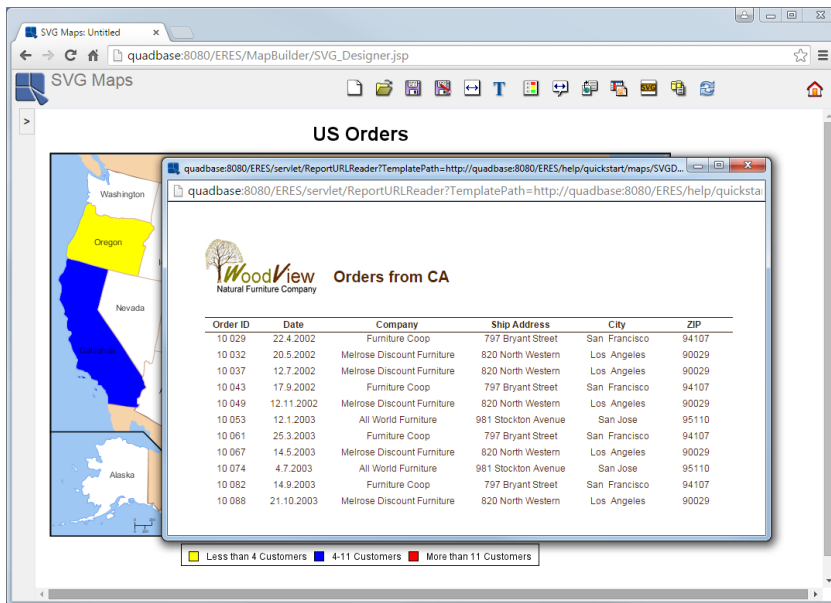 SVG Maps: Untitled
quadbase:8080/ERES/MapBuilder/SVG_Designer.jsp
SVG Maps
T
SVG
>
US Orders
quadbase:8080/ERES/servlet/ReportURLReader?TemplatePath=http://quadbase:8080/ERES/help/quickstart/maps/SVGD...
quadbase:8080/ERES/servlet/ReportURLReader?TemplatePath=http://quadbase:8080/ERES/help/quicksta
Washington
Oregon
Nevada
Alaska
WoodView
Natural Furniture Company
Orders from CA
Order ID Date Company Ship Address City ZIP
10 029 22.4.2002 Furniture Coop 797 Bryant Street San Francisco 94107
10 032 20.5.2002 Melrose Discount Furniture 820 North Western Los Angeles 90029
10 037 12.7.2002 Melrose Discount Furniture 820 North Western Los Angeles 90029
10 043 17.9.2002 Furniture Coop 797 Bryant Street San Francisco 94107
10 049 12.11.2002 Melrose Discount Furniture 820 North Western Los Angeles 90029
10 053 12.1.2003 All World Furniture 981 Stockton Avenue San Jose 95110
10 061 25.3.2003 Furniture Coop 797 Bryant Street San Francisco 94107
10 067 14.5.2003 Melrose Discount Furniture 820 North Western Los Angeles 90029
10 074 4.7.2003 All World Furniture 981 Stockton Avenue San Jose 95110
10 082 14.9.2003 Furniture Coop 797 Bryant Street San Francisco 94107
10 088 21.10.2003 Melrose Discount Furniture 820 North Western Los Angeles 90029
Less than 4 Customers 4-11 Customers More than 11 Customers